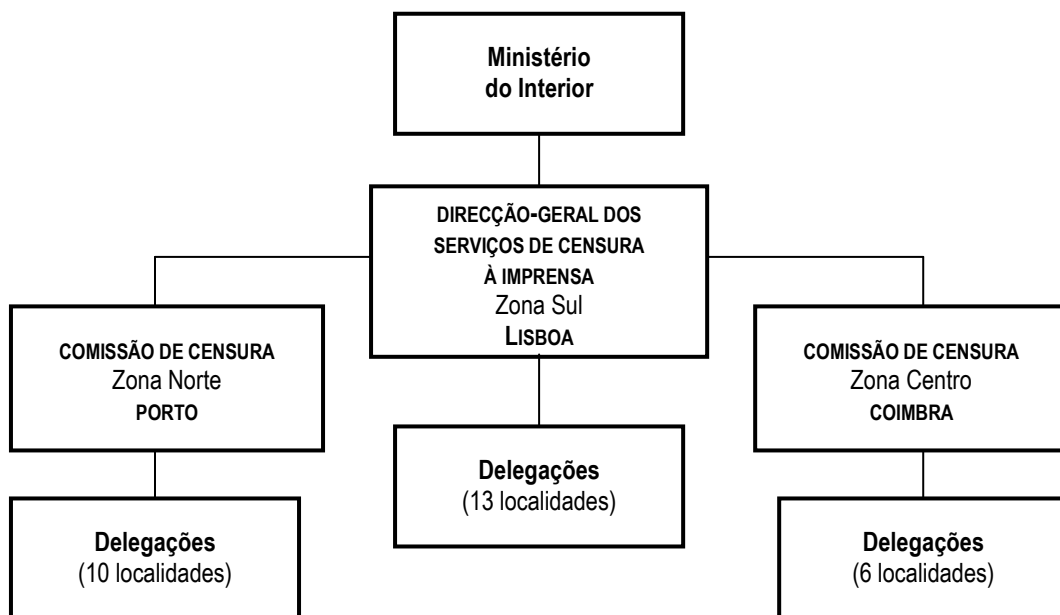 Ministério
do Interior
DIRECÇÃO-GERAL DOS
SERVIÇOS DE CENSURA
À IMPRENSA
Zona Sul
LISBOA
COMISSÃO DE CENSURA
Zona Norte
PORTO
COMISSÃO DE CENSURA
Zona Centro
COIMBRA
Delegações
(13 localidades)
Delegações
(10 localidades)
Delegações
(6 localidades)